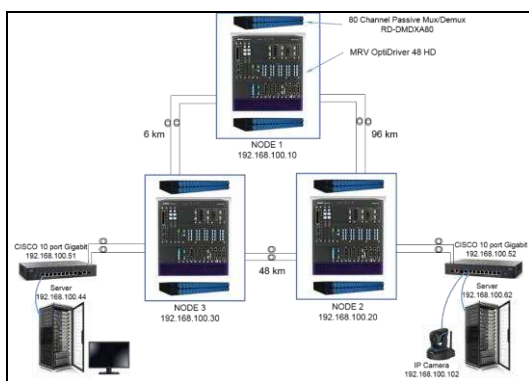 80 Channel Passive Mux/Demux
RD-DMDXA80
MRV OptiDriver 48 HD
6 km
96 km
NODE 1
192.168.100.10
CISCO 10 port Gigabit
192.168.100.51
CISCO 10 port Gigabit
192.168.100.52
48 km
Server
192.168.100.44
Server
192.168.100.62
NODE 3
192.168.100.30
NODE 2
192.168.100.20
IP Camera
192.168.100.102